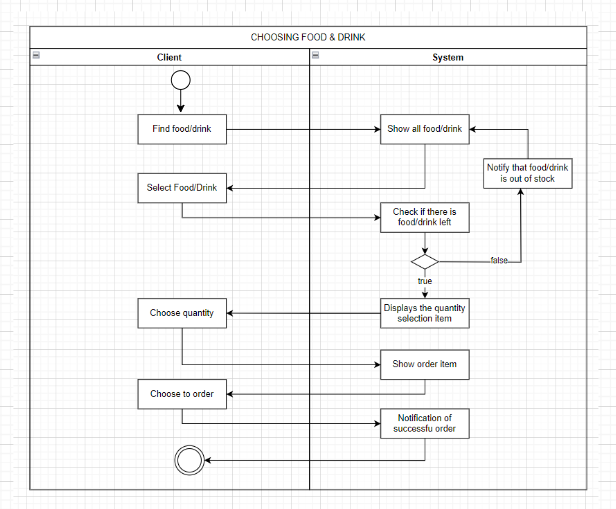 CHOOSING FOOD & DRINK
Client
System
Find food/drink
Show all food/drink
Notify that food/drink
is out of stock
Select Food/Drink
Check if there is
food/drink left
false
true
Choose quantity
Displays the quantity
selection item
Show order item
Choose to order
Notification of
successfu order